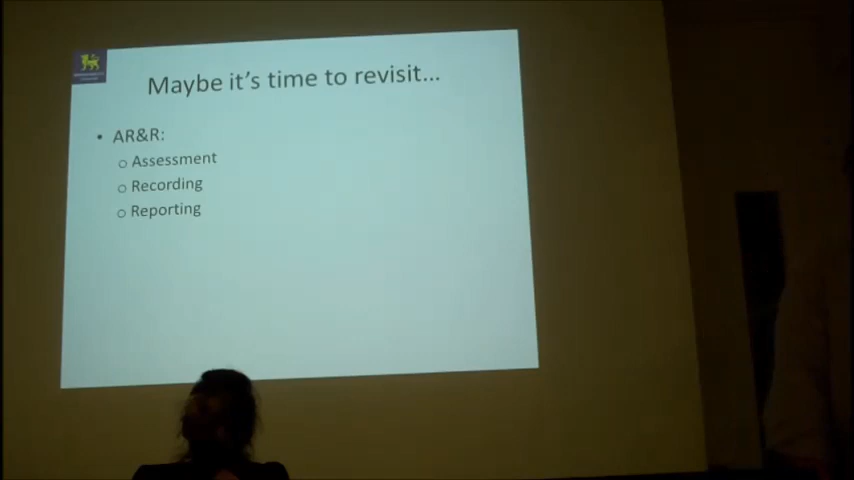 Maybe it's time to revisit...
• AR&R:
o Assessment
o Recording
o Reporting